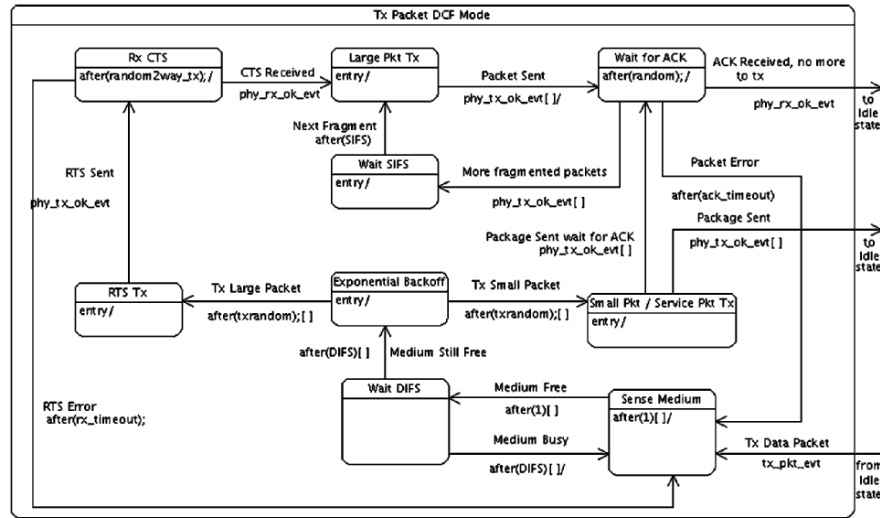 Tx Packet DCF Mode
Rx CTS
after(random2way_tx); /
CTS Received
phy_rx_ok_evt
Large Pkt Tx
entry/
Packet Sent
phy_tx_ok_evt[ ]/
Wait for ACK
after(random); /
ACK Received, no more
to tx
phy_rx_ok_evt
to
Idle
state
Next Fragment
after(SIFS)
Wait SIFS
entry/
More fragmented packets
phy_tx_ok_evt[ ]
Packet Error
after(ack_timeout)
RTS Sent
phy_tx_ok_evt
Package Sent
phy_tx_ok_evt[ ]
to
Idle
state
Package Sent wait for ACK
phy_tx_ok_evt[ ]
RTS Tx
entry/
Tx Large Packet
after(txrandom);[ ]
Exponential Backoff
entry/
Tx Small Packet
after(txrandom);[ ]
Small Pkt / Service Pkt Tx
entry/
after(DIFS)[ ]
Medium Still Free
Wait DIFS
Medium Free
after(1)[ ]
Sense Medium
after(1)[ ]/
RTS Error
after(rx_timeout);
Medium Busy
after(DIFS)[ ]/
Tx Data Packet
tx_pkt_evt
from
Idle
state